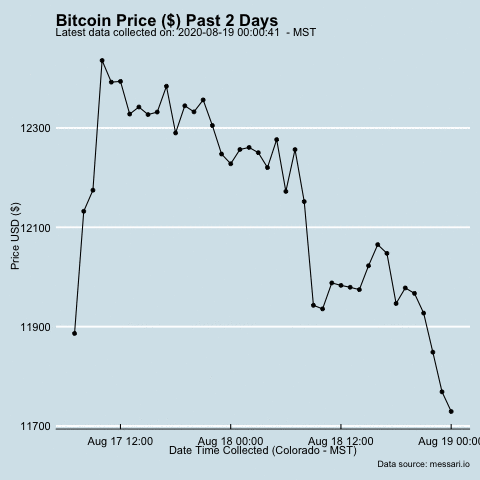 Bitcoin Price ($) Past 2 Days
Latest data collected on: 2020-08-19 00:00:41 - MST
12300
12100
11900
11700
Price USD ($)
Aug 17 12:00 Aug 18 00:00 Aug 18 12:00 Aug 19 00:00
Date Time Collected (Colorado - MST)
Data source: messari.io